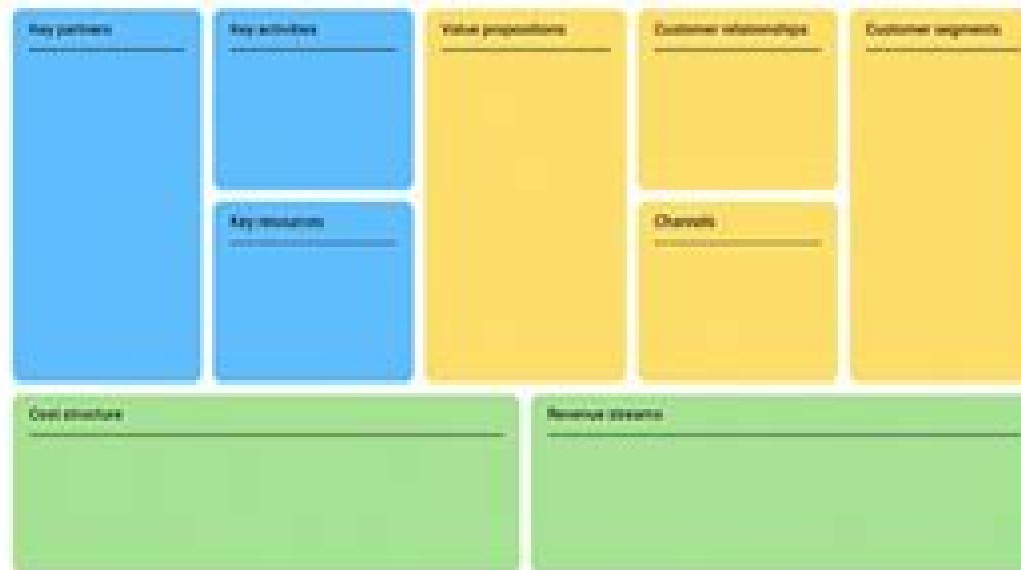 Key partners
Key activities
Value propositions
Customer relationships
Customer segments
Key resources
Channels
Cost structure
Revenue streams